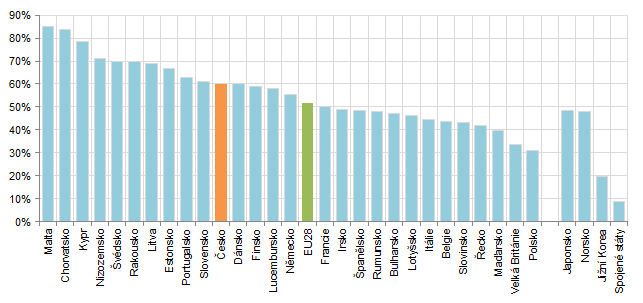 90%
80%
70%
60%
50%
40%
30%
20%
10%
0%
Malta
Chorvatsko
Kypr
Nizozemsko
Švédsko
Rakousko
Litva
Estonsko
Portugalsko
Slovensko
Česko
Dánsko
Finsko
Lucembursko
Německo
EU28
Francie
Irsko
Španělsko
Rumunsko
Bulharsko
Lotyšsko
Itálie
Belgie
Slovinsko
Řecko
Maďarsko
Velká Británie
Polsko
Japonsko
Norsko
Jižní Korea
Spojené státy